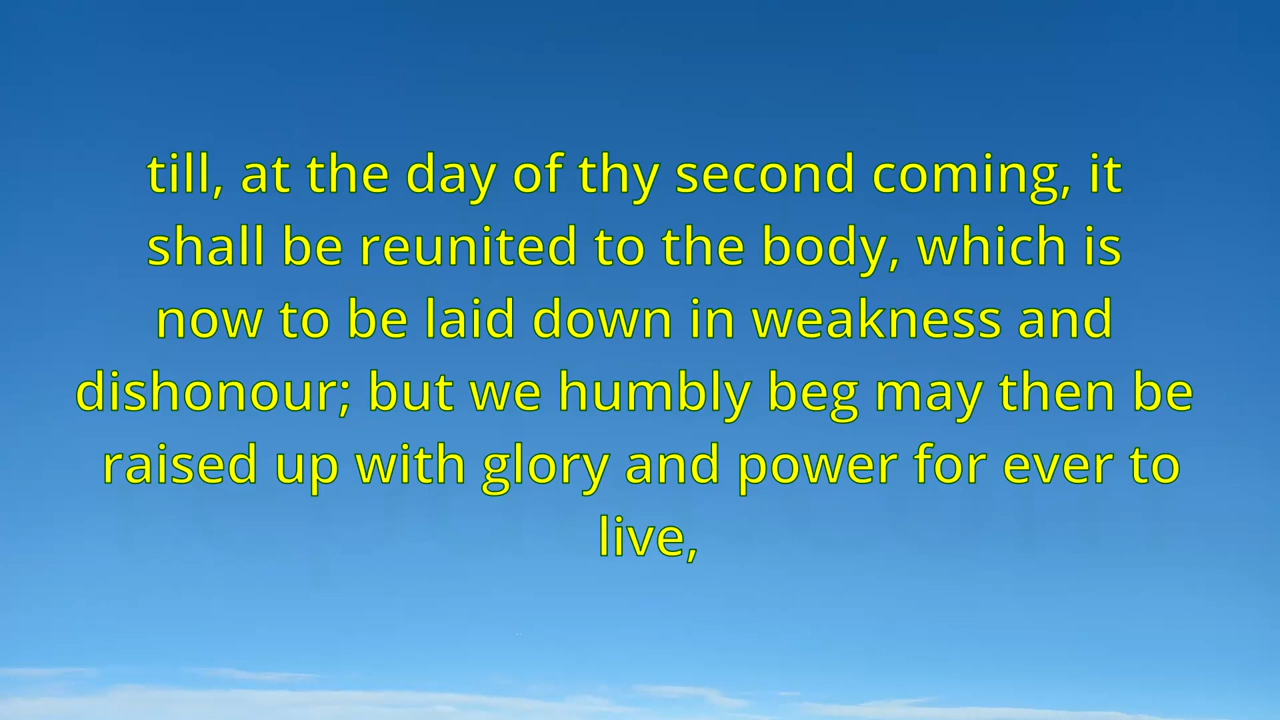 till, at the day of thy second coming, it
shall be reunited to the body, which is
now to be laid down in weakness and
dishonour; but we humbly beg may then be
raised up with glory and power for ever to
live,